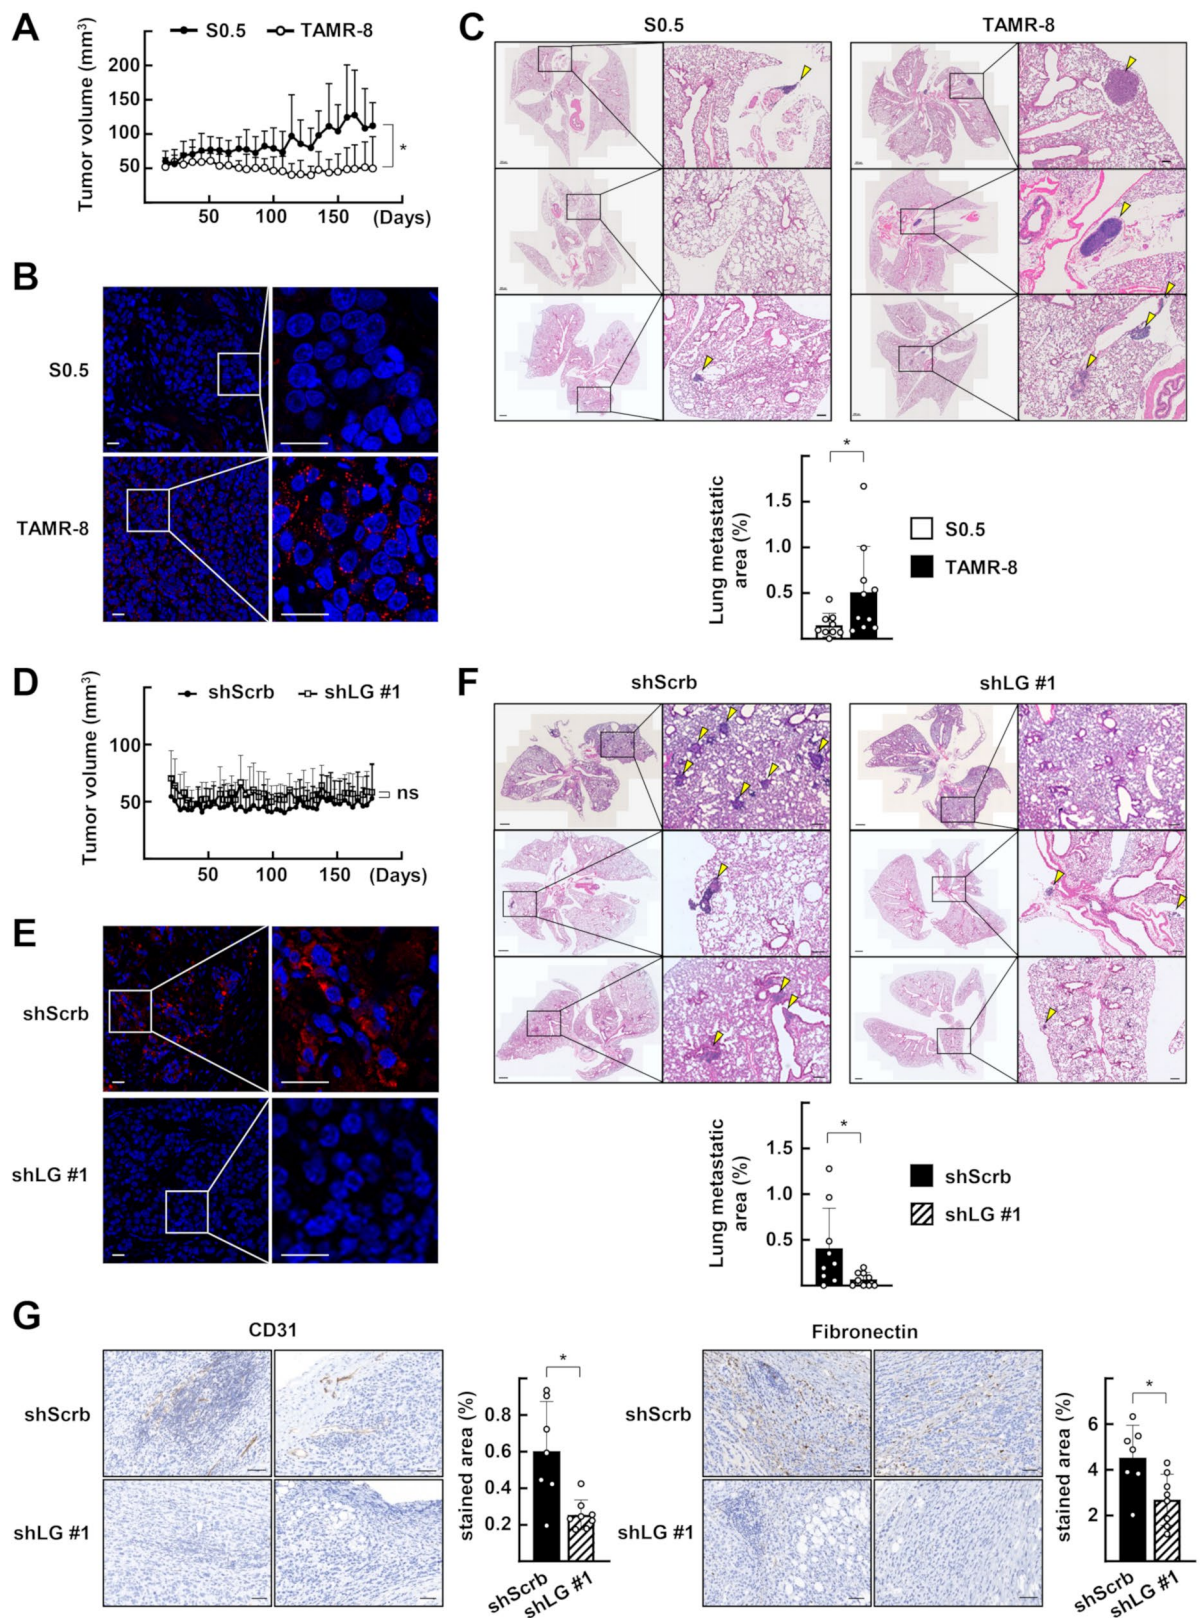 A
S0.5 TAMR-8
Tumor volume (mm³)
200
150
100
50
*
50 100 150 (Days)
B
S0.5
TAMR-8
C
S0.5 TAMR-8
Lung metastatic
area (%)
1.5
1.0
0.5
*
S0.5
TAMR-8
D
shScrb shLG #1
Tumor volume (mm³)
100
50
ns
50 100 150 (Days)
E
shScrb
shLG #1
F
shScrb shLG #1
Lung metastatic
area (%)
1.5
1.0
0.5
*
shScrb
shLG #1
G
CD31
shScrb
shLG #1
stained area (%)
0.8
0.6
0.4
0.2
*
shScrb
shLG #1
Fibronectin
shScrb
shLG #1
stained area (%)
6
4
2
*
shScrb
shLG #1